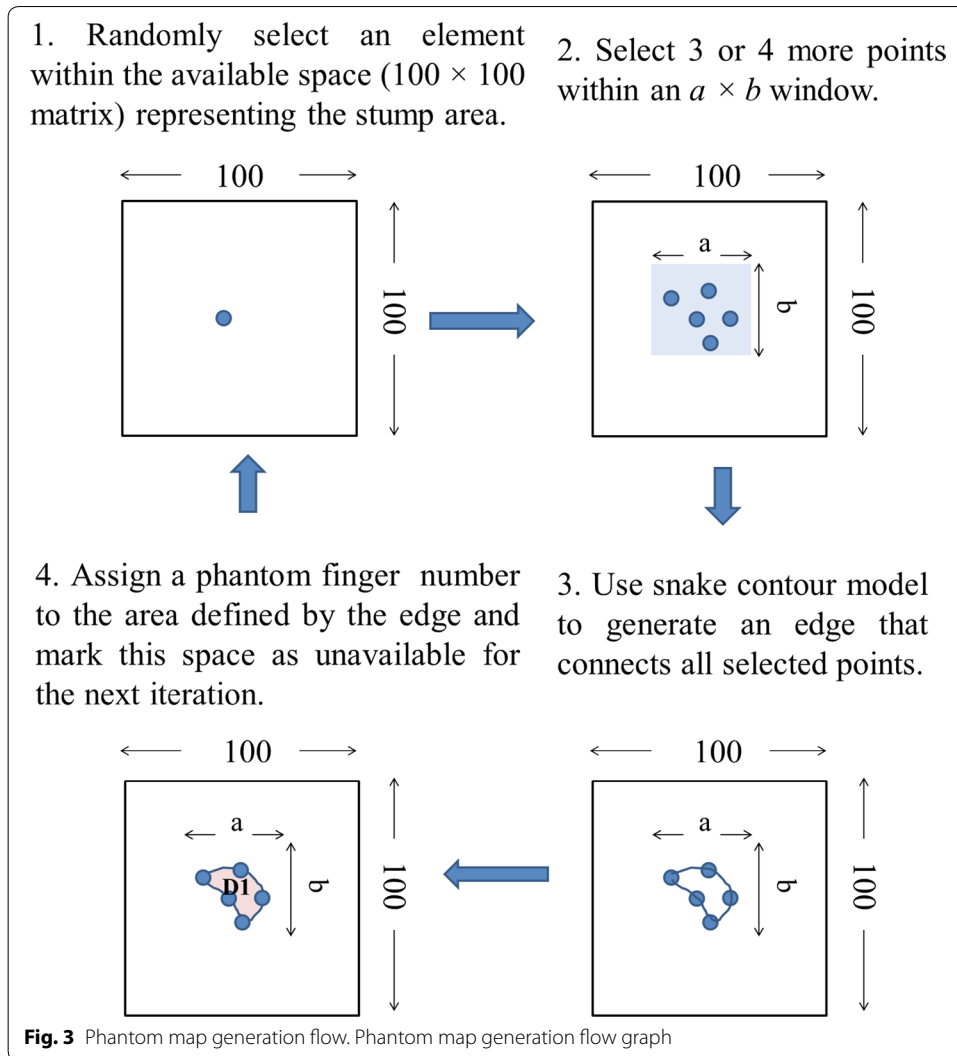 1. Randomly select an element
within the available space (100 × 100
matrix) representing the stump area.
2. Select 3 or 4 more points
within an a × b window.
100
100
100
100
a
b
4. Assign a phantom finger number
to the area defined by the edge and
mark this space as unavailable for
the next iteration.
3. Use snake contour model
to generate an edge that
connects all selected points.
100
100
a
b
D1
100
100
a
b
Fig. 3 Phantom map generation flow. Phantom map generation flow graph